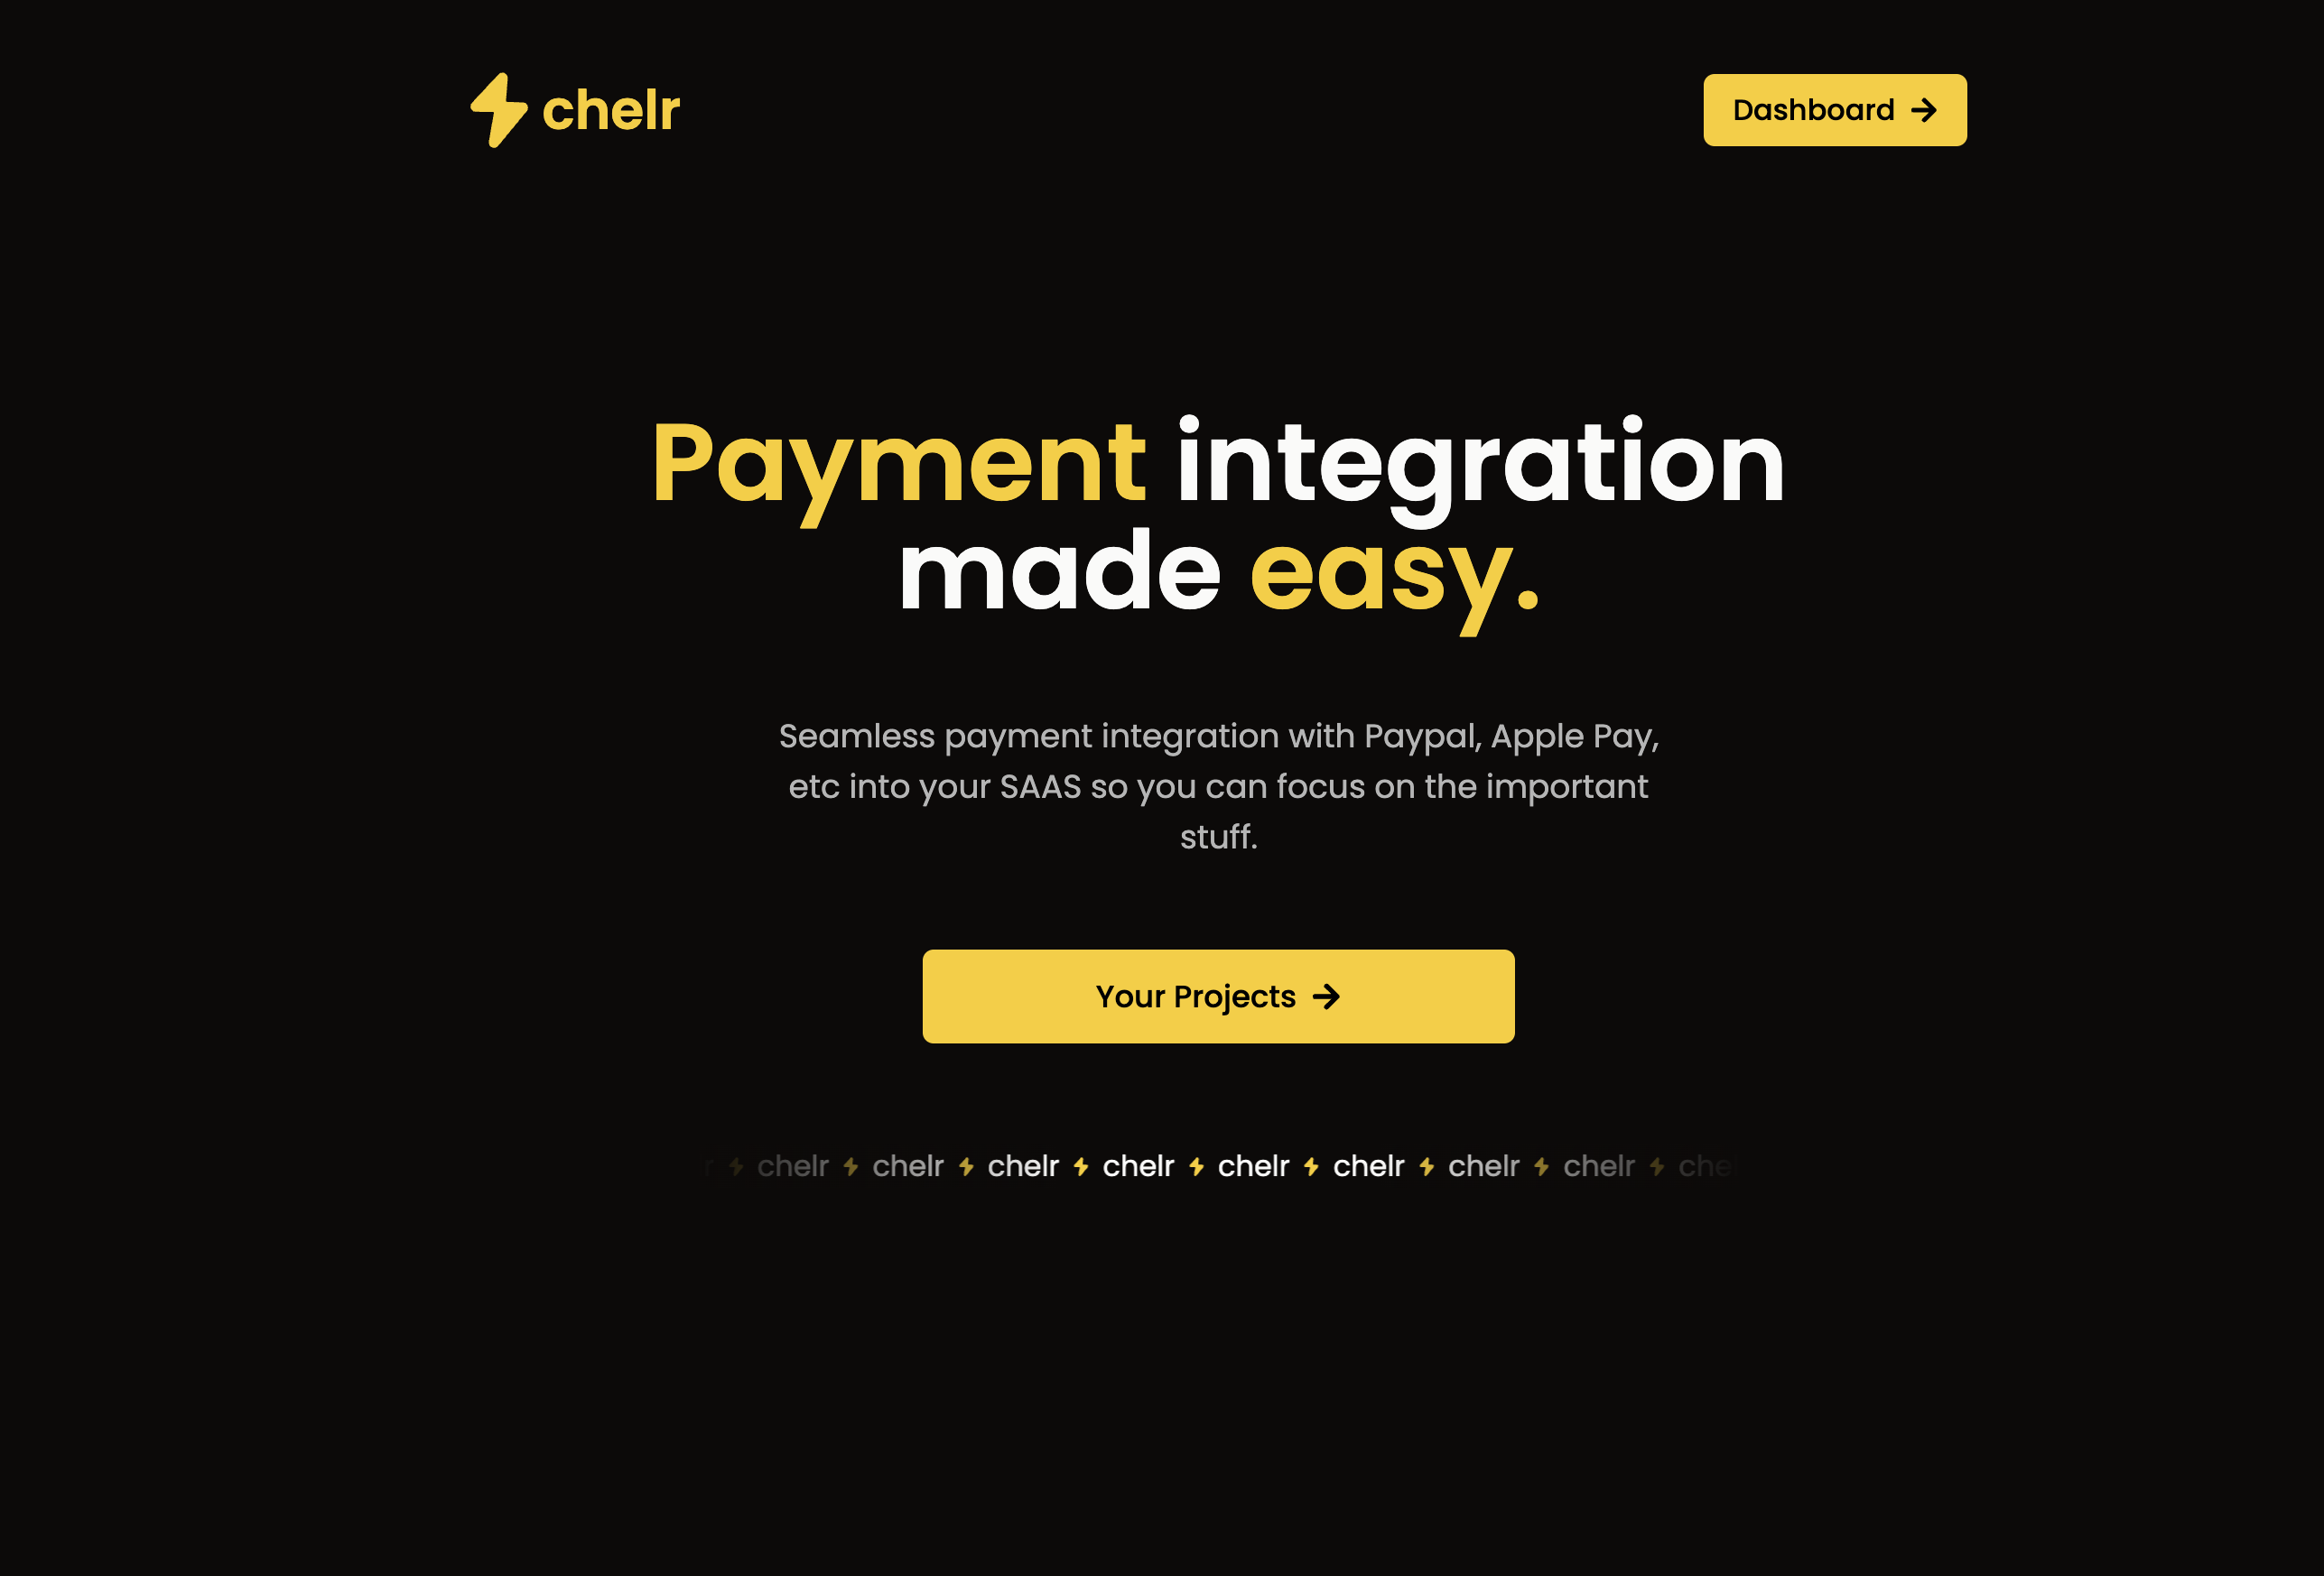 chelr
Dashboard
Payment integration
made easy.
Seamless payment integration with Paypal, Apple Pay,
etc into your SAAS so you can focus on the important
stuff.
Your Projects
chelr chelr chelr chelr chelr chelr chelr chelr